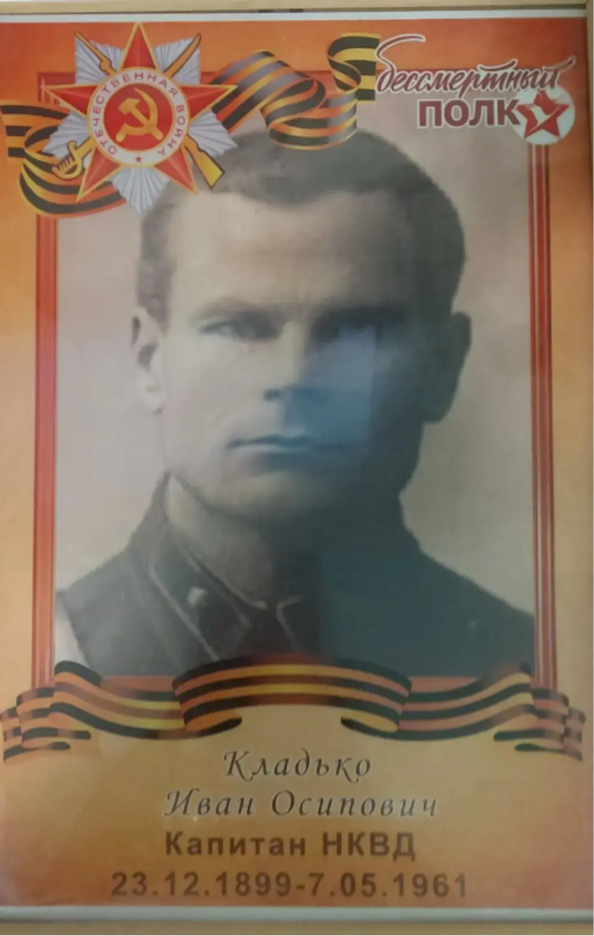 ОТЕЧЕСТВЕННАЯ ВОЙНА
бессмертный
ПОЛК
Кладько
Иван Осипович
Капитан НКВД
23.12.1899-7.05.1961